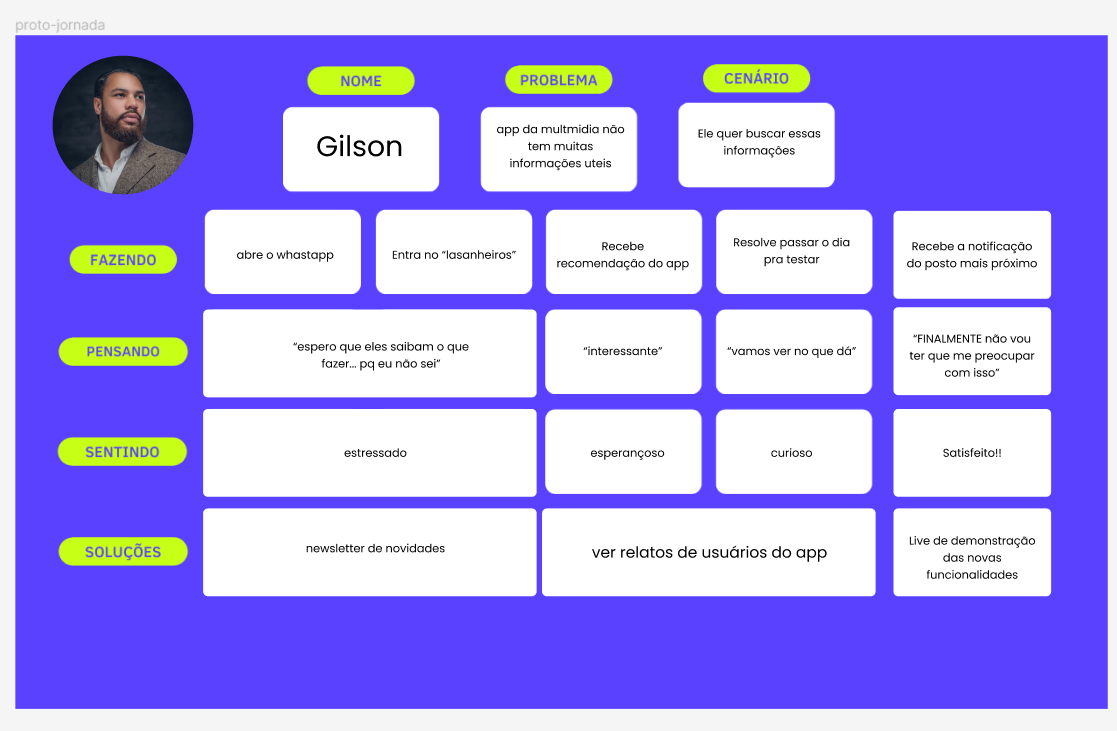 proto-jornada
NOME
PROBLEMA
CENÁRIO
Gilson
app da multmidia não
tem muitas
informações uteis
Ele quer buscar essas
informações
FAZENDO
abre o whastapp
Entra no “lasanheiros”
Recebe
recomendação do app
Resolve passar o dia
pra testar
Recebe a notificação
do posto mais próximo
PENSANDO
“espero que eles saibam o que
fazer... pq eu não sei”
“interessante”
“vamos ver no que dá”
“FINALMENTE não vou
ter que me preocupar
com isso”
SENTINDO
estressado
esperançoso
curioso
Satisfeito!!
SOLUÇÕES
newsletter de novidades
ver relatos de usuários do app
Live de demonstração
das novas
funcionalidades